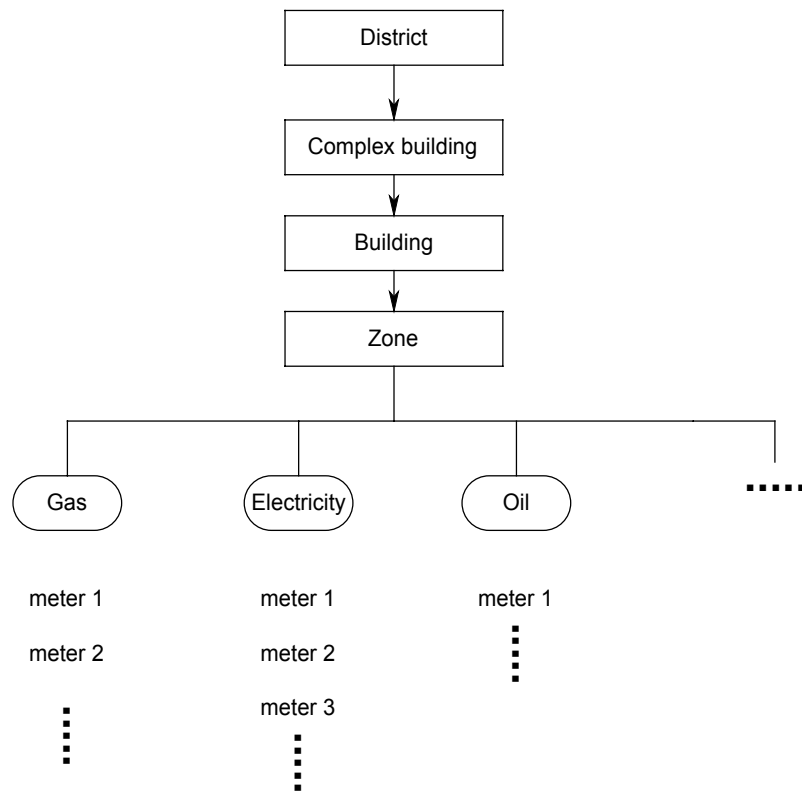 District
Complex building
Building
Zone
Gas
Electricity
Oil
meter 1
meter 1
meter 1
meter 2
meter 2
meter 3